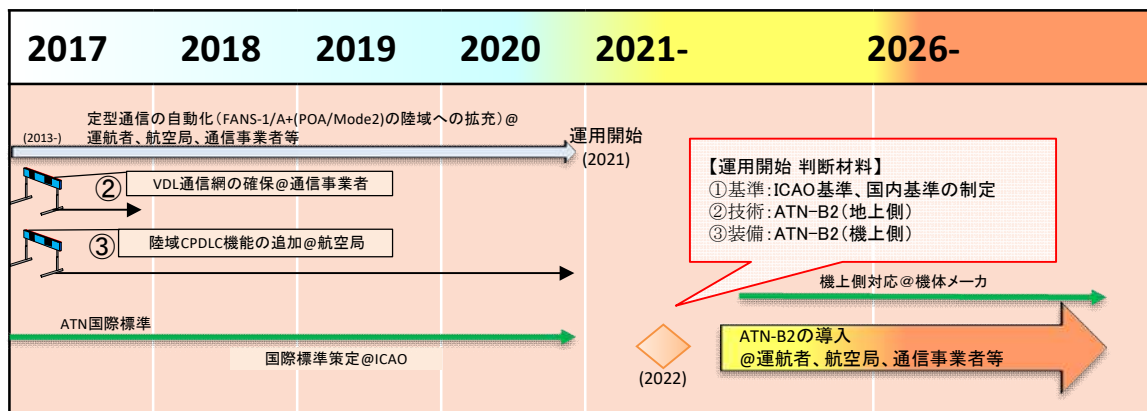 2017 2018 2019 2020 2021- 2026-
定型通信の自動化(FANS-1/A+(POA/Mode2)の陸域への拡充)@
(2013-) 運航者、航空局、通信事業者等
運用開始
(2021)
② VDL通信網の確保@通信事業者
③ 陸域CPDLC機能の追加@航空局
【運用開始 判断材料】
①基準:ICAO基準、国内基準の制定
②技術:ATN-B2(地上側)
③装備:ATN-B2(機上側)
機上側対応@機体メーカ
ATN国際標準
国際標準策定@ICAO
(2022)
ATN-B2の導入
@運航者、航空局、通信事業者等